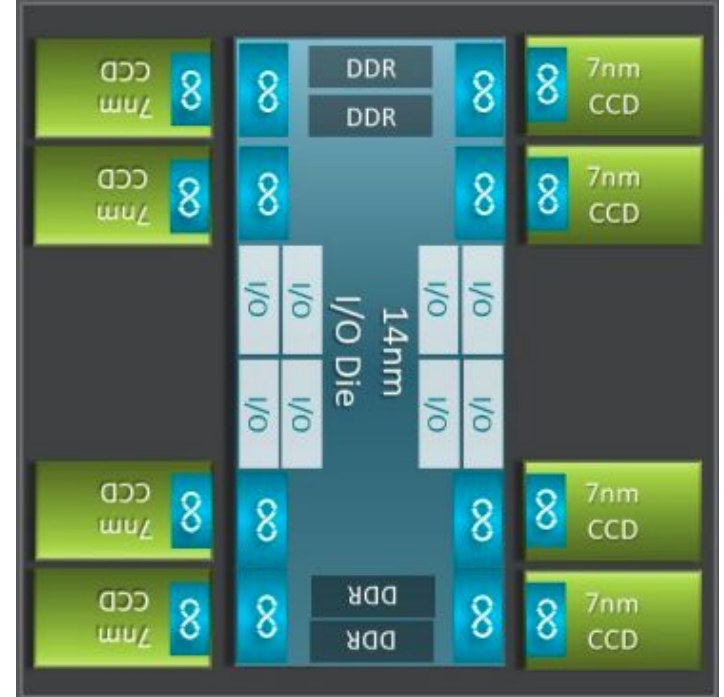 7nm
CCD
7nm
CCD
DDR
DDR
7nm
CCD
7nm
CCD
I/O
I/O
I/O
I/O
14nm
I/O Die
I/O
I/O
I/O
I/O
7nm
CCD
7nm
CCD
DDR
DDR
7nm
CCD
7nm
CCD